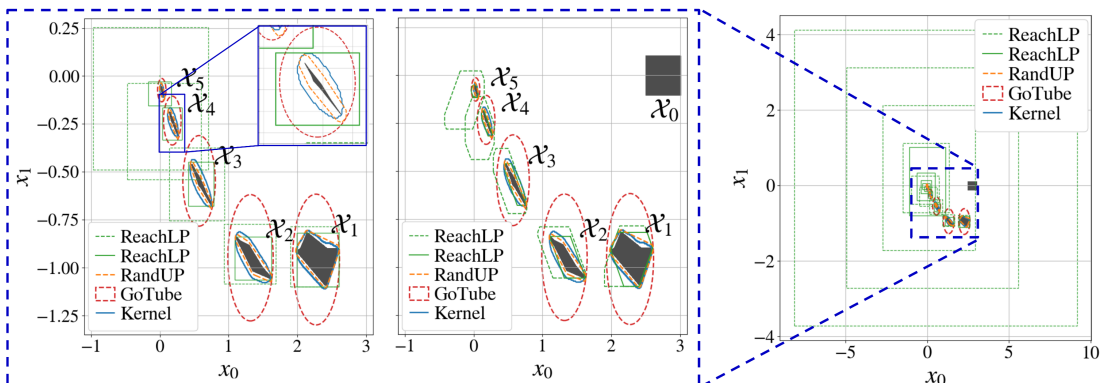 0.25
0.00
−0.25
−0.50
−0.75
−1.00
−1.25
x₁
−1
0
1
2
3
x₀
𝒳₅
𝒳₄
𝒳₃
𝒳₂
𝒳₁
ReachLP
ReachLP
RandUP
GoTube
Kernel
−1
0
1
2
3
x₀
𝒳₅
𝒳₄
𝒳₃
𝒳₂
𝒳₁
𝒳₀
ReachLP
ReachLP
RandUP
GoTube
Kernel
4
2
0
−2
−4
x₁
−5
0
5
10
x₀
ReachLP
ReachLP
RandUP
GoTube
Kernel